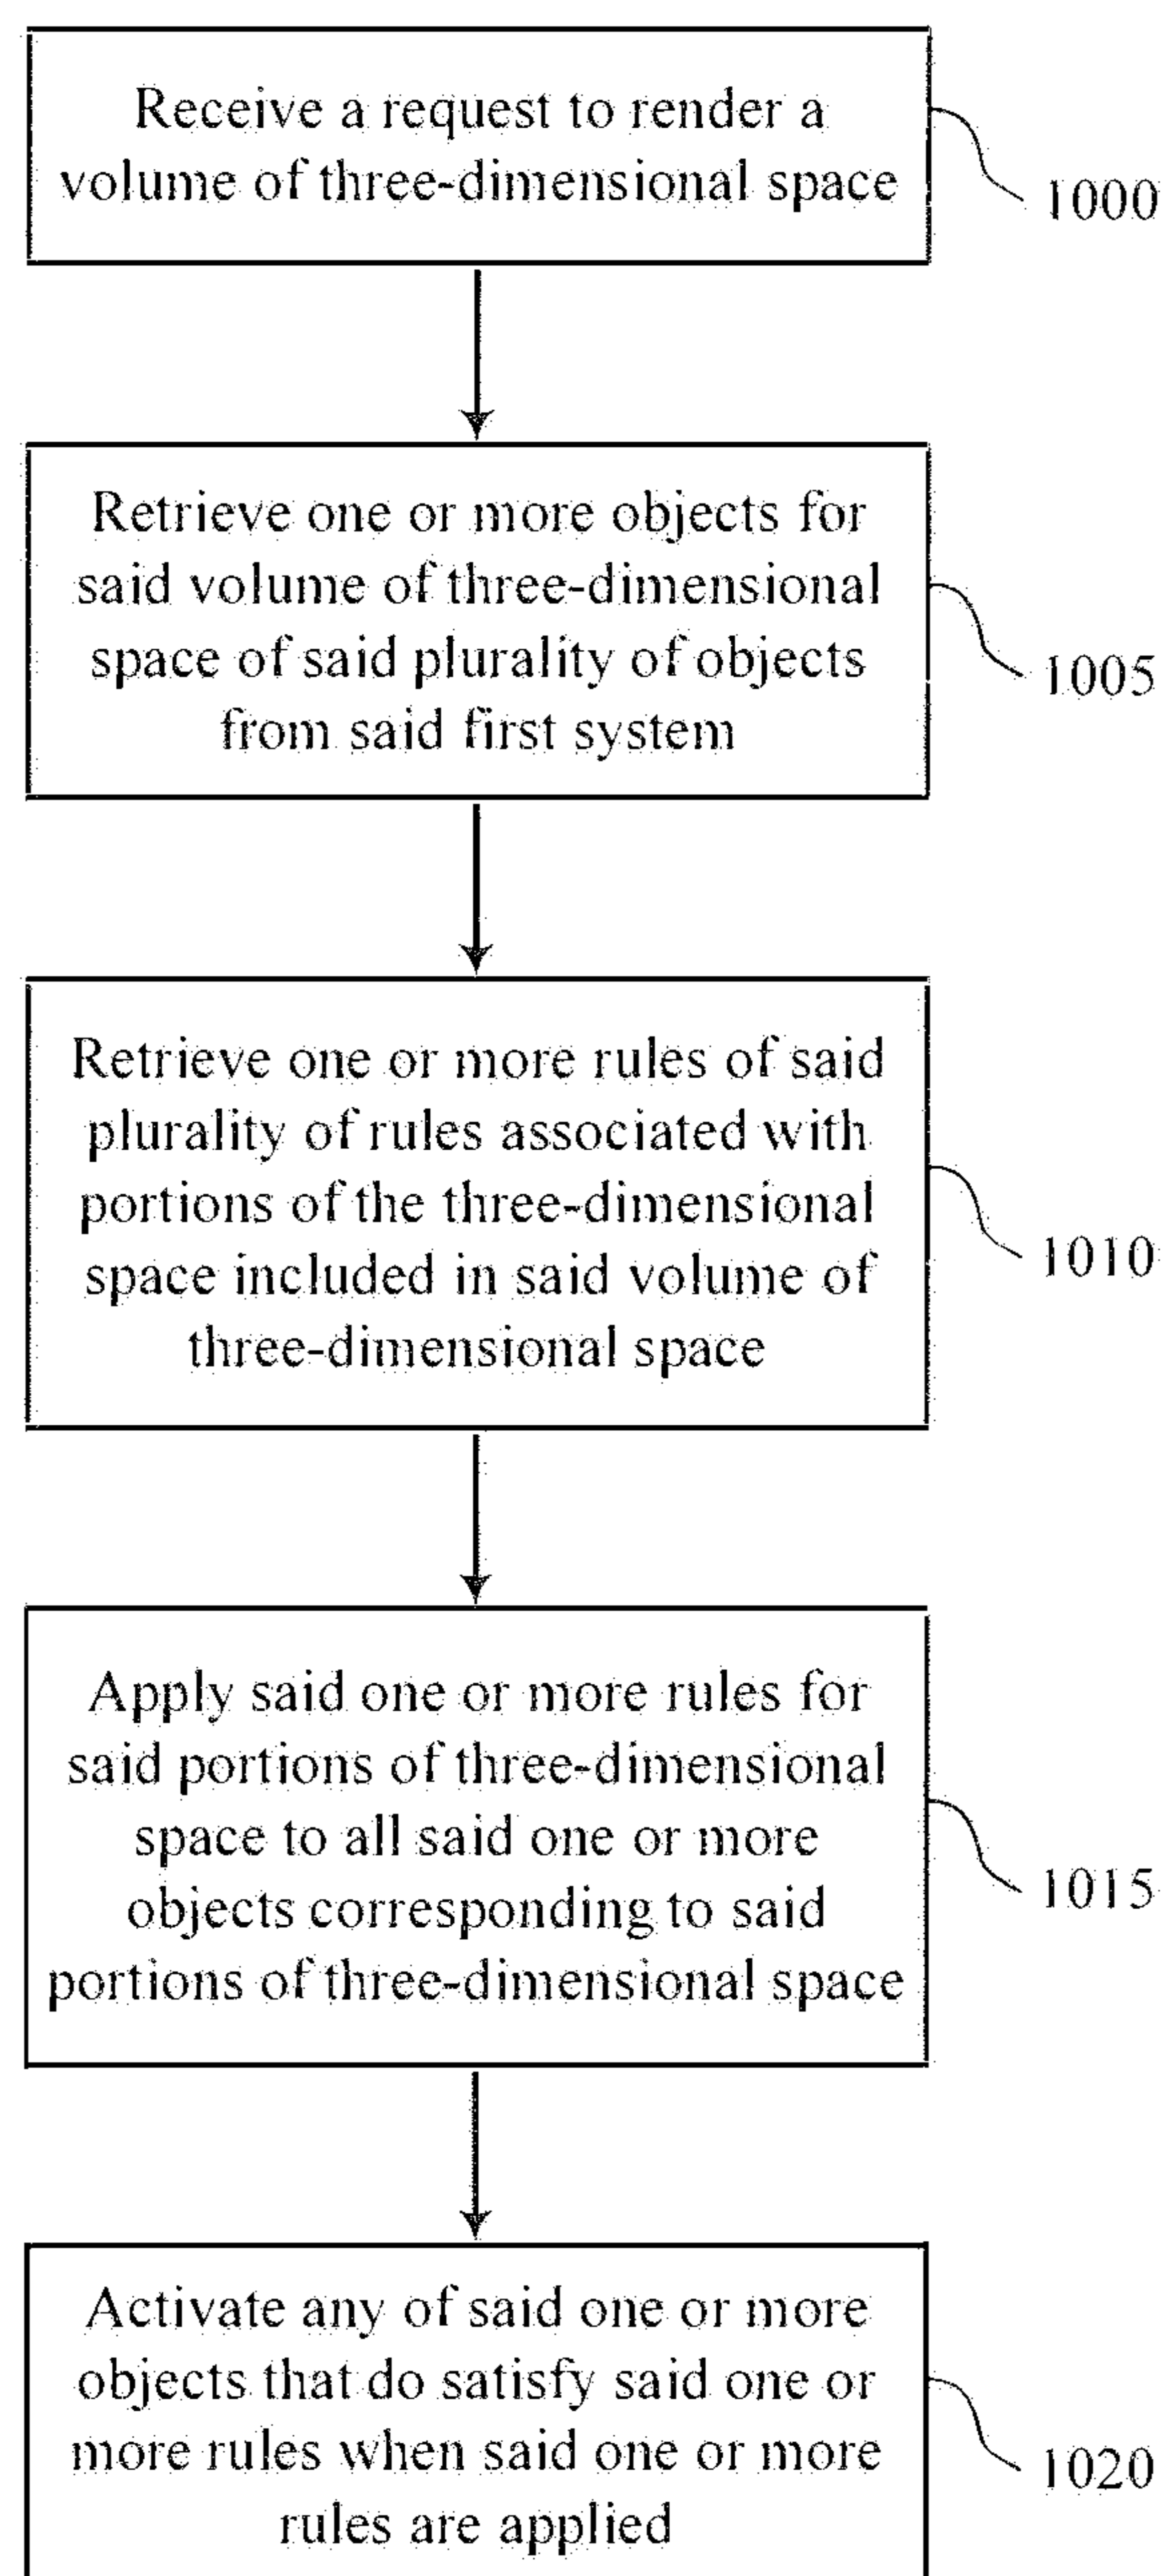 Receive a request to render a
volume of three-dimensional space
1000
Retrieve one or more objects for
said volume of three-dimensional
space of said plurality of objects
from said first system
1005
Retrieve one or more rules of said
plurality of rules associated with
portions of the three-dimensional
space included in said volume of
three-dimensional space
1010
Apply said one or more rules for
said portions of three-dimensional
space to all said one or more
objects corresponding to said
portions of three-dimensional space
1015
Activate any of said one or more
objects that do satisfy said one or
more rules when said one or more
rules are applied
1020